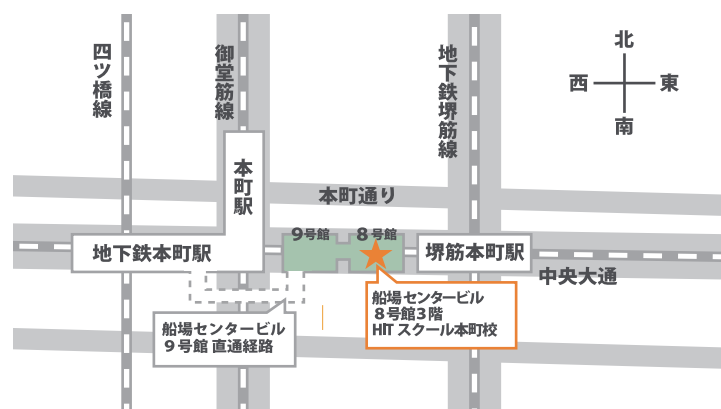 四ツ橋線
御堂筋線
地下鉄堺筋線
北
西
東
南
本町駅
本町通り
9号館
8号館
地下鉄本町駅
堺筋本町駅
中央大通
船場センタービル
8号館3階
HIT スクール本町校
船場センタービル
9号館 直通経路